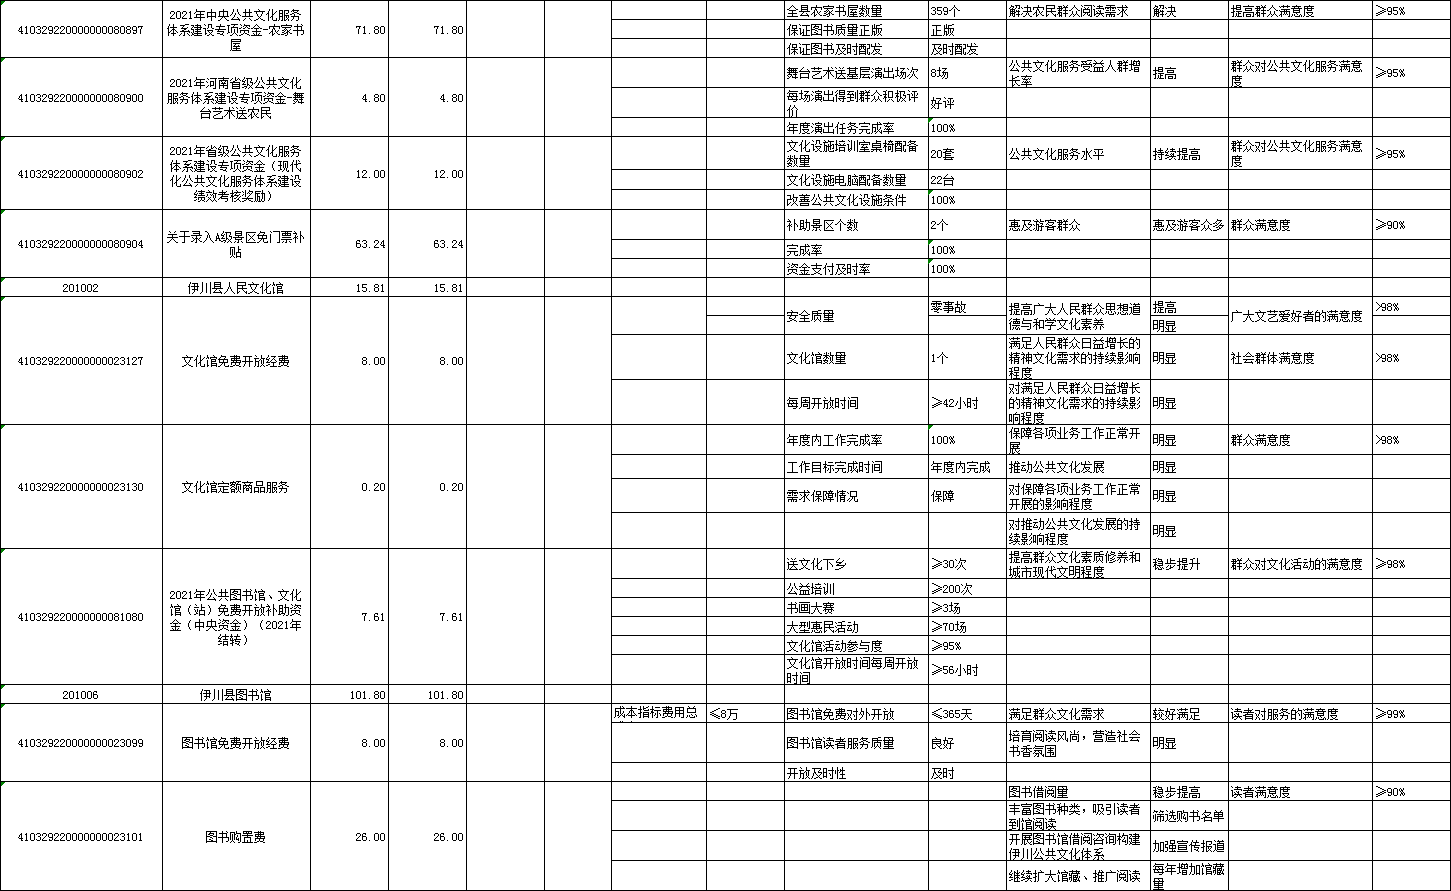 全县农家书屋数量 359个 解决农民群众阅读需求 解决 提高群众满意度 ≥95%
410329220000000080897 2021年中央公共文化服务体系建设专项资金-农家书屋 71.80 71.80 保证图书质量正版 正版
保证图书及时配发 及时配发
舞台艺术送基层演出场次 8场 公共文化服务受益人群增长率 提高 群众对公共文化服务满意度 ≥95%
410329220000000080900 2021年河南省级公共文化服务体系建设专项资金-舞台艺术送农民 4.80 4.80 每场演出得到群众积极评价 好评
年度演出任务完成率 100%
文化设施培训室桌椅配备数量 20套 公共文化服务水平 持续提高 群众对公共文化服务满意度 ≥95%
410329220000000080902 2021年省级公共文化服务体系建设专项资金（现代化公共文化服务体系建设绩效考核奖励） 12.00 12.00 文化设施电脑配备数量 22台
改善公共文化设施条件 100%
补助景区个数 2个 惠及游客群众 惠及游客众多 群众满意度 ≥90%
410329220000000080904 关于录入A级景区免门票补贴 63.24 63.24 完成率 100%
资金支付及时率 100%
201002 伊川县人民文化馆 15.81 15.81
安全质量 零事故 提高广大人民群众思想道德与和学文化素养 提高 广大文艺爱好者的满意度 >98%
明显
410329220000000023127 文化馆免费开放经费 8.00 8.00 文化馆数量 1个 满足人民群众日益增长的精神文化需求的持续影响程度 明显 社会群体满意度 >98%
每周开放时间 ≥42小时 对满足人民群众日益增长的精神文化需求的持续影响程度 明显
年度内工作完成率 100% 保障各项业务工作正常开展 明显 群众满意度 >98%
工作目标完成时间 年度内完成 推动公共文化发展 明显
410329220000000023130 文化馆定额商品服务 0.20 0.20 需求保障情况 保障 对保障各项业务工作正常开展的影响程度 明显
对推动公共文化发展的持续影响程度 明显
送文化下乡 ≥30次 提高群众文化素质修养和城市现代文明程度 稳步提升 群众对文化活动的满意度 ≥98%
公益培训 ≥200次
书画大赛 ≥3场
410329220000000081080 2021年公共图书馆、文化馆（站）免费开放补助资金（中央资金）（2021年结转） 7.61 7.61 大型惠民活动 ≥70场
文化馆活动参与度 ≥95%
文化馆开放时间每周开放时间 ≥56小时
201006 伊川县图书馆 101.80 101.80
成本指标费用总 ≤8万 图书馆免费对外开放 ≤365天 满足群众文化需求 较好满足 读者对服务的满意度 ≥99%
410329220000000023099 图书馆免费开放经费 8.00 8.00 图书馆读者服务质量 良好 培育阅读风尚，营造社会书香氛围 明显
开放及时性 及时
图书借阅量 稳步提高 读者满意度 ≥90%
丰富图书种类，吸引读者到馆阅读 筛选购书名单
410329220000000023101 图书购置费 26.00 26.00 开展图书馆借阅咨询构建伊川公共文化体系 加强宣传报道
继续扩大馆藏、推广阅读 每年增加馆藏量